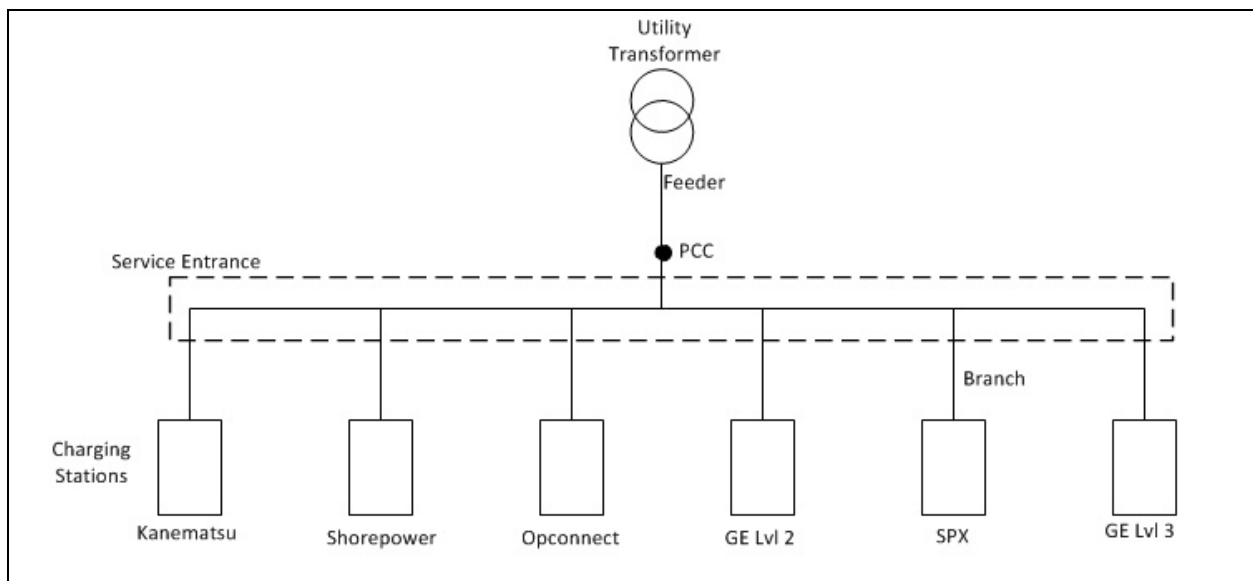 Utility
Transformer
Feeder
PCC
Service Entrance
Branch
Charging
Stations
Kanematsu
Shorepower
Opconnect
GE Lvl 2
SPX
GE Lvl 3